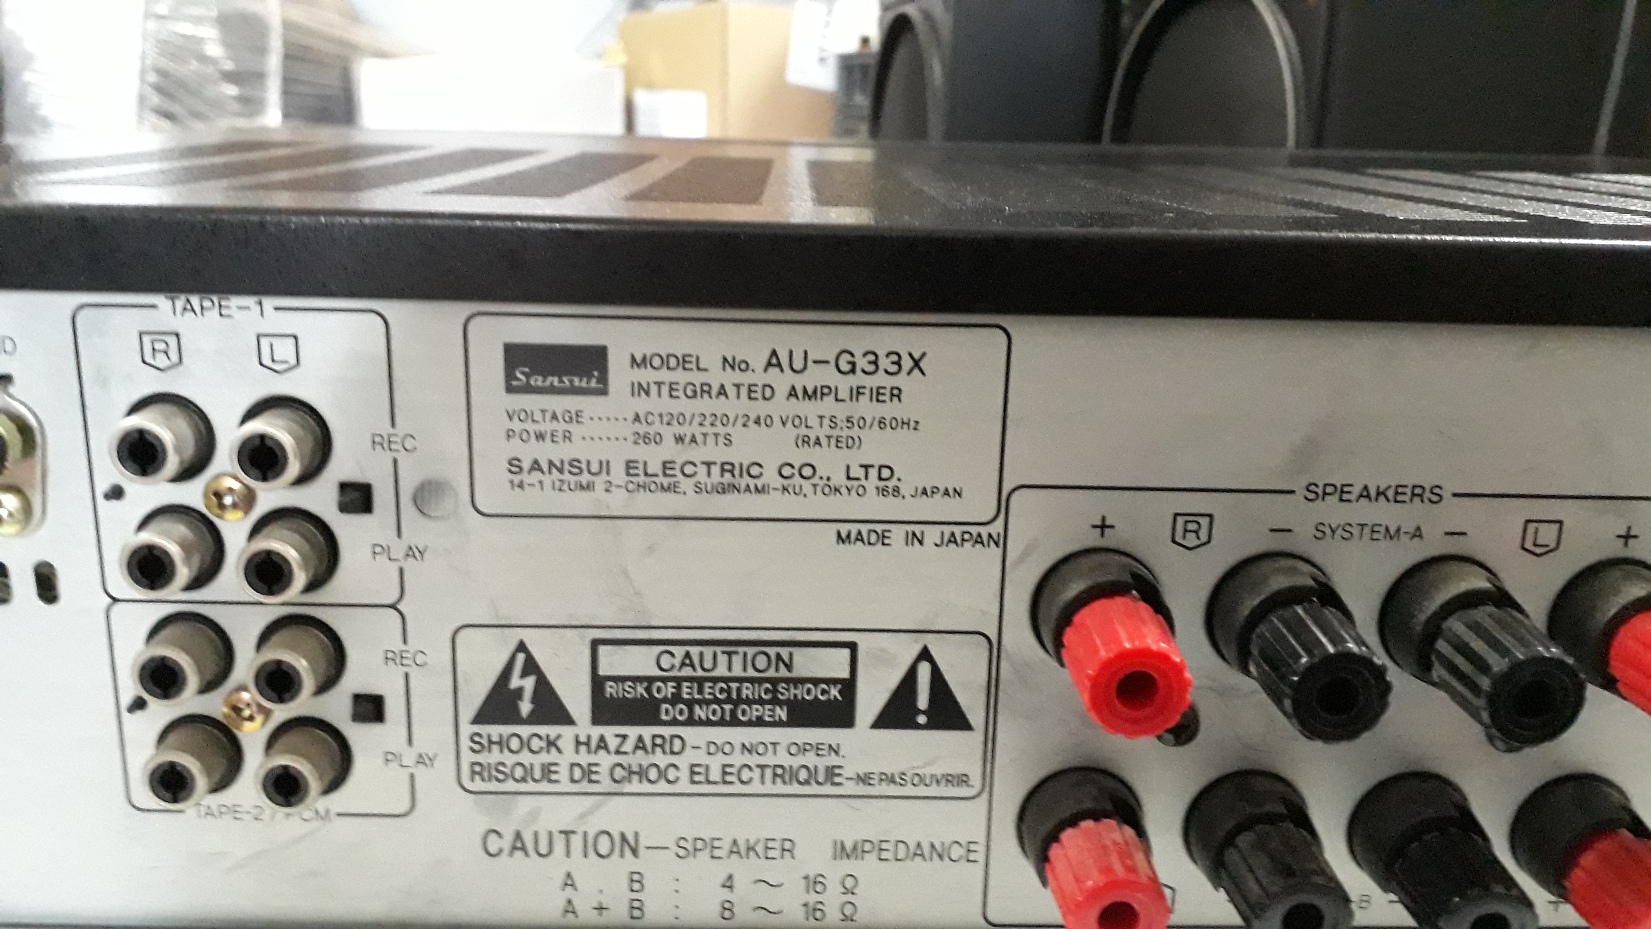 TAPE-1
R L
REC
PLAY
REC
PLAY
TAPE-2 / PCM
Sansui
MODEL No. AU-G33X
INTEGRATED AMPLIFIER
VOLTAGE ····· AC120/220/240 VOLTS;50/60Hz
POWER ······ 260 WATTS (RATED)
SANSUI ELECTRIC CO., LTD.
14-1 IZUMI 2-CHOME, SUGINAMI-KU, TOKYO 168, JAPAN
MADE IN JAPAN
CAUTION
RISK OF ELECTRIC SHOCK
DO NOT OPEN
SHOCK HAZARD - DO NOT OPEN.
RISQUE DE CHOC ELECTRIQUE - NE PAS OUVRIR.
CAUTION — SPEAKER IMPEDANCE
A . B : 4 ~ 16 Ω
A + B : 8 ~ 16 Ω
SPEAKERS
+ R - SYSTEM-A - L +
B - +